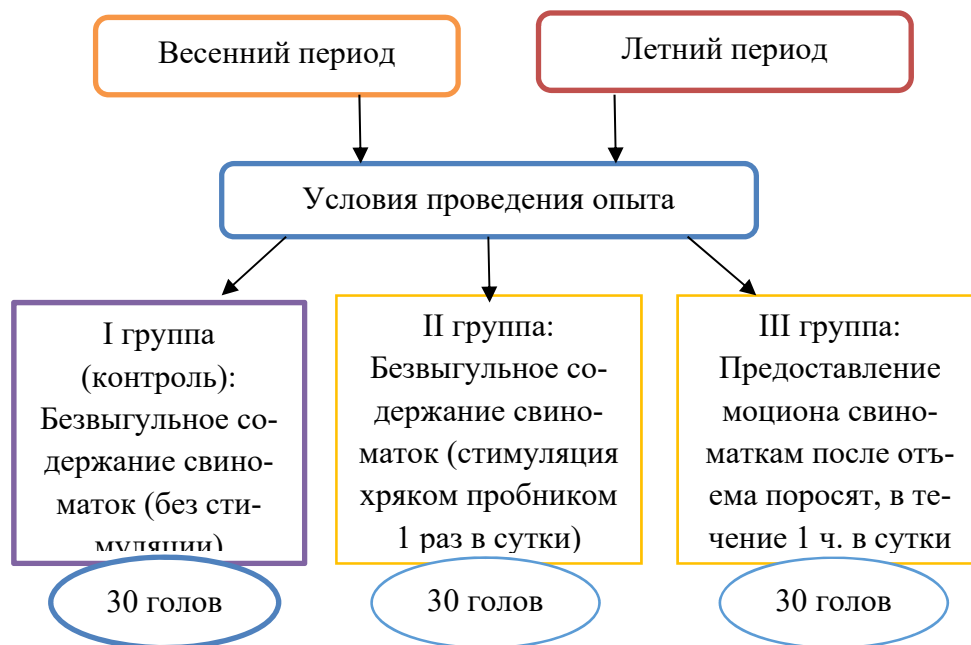 Весенний период
Летний период
Условия проведения опыта
I группа
(контроль):
Безвыгульное со-
держание свино-
маток (без сти-
муляции)
II группа:
Безвыгульное со-
держание свино-
маток (стимуляция
хряком пробником
1 раз в сутки)
III группа:
Предоставление
моциона свино-
маткам после отъ-
ема поросят, в те-
чение 1 ч. в сутки
30 голов
30 голов
30 голов